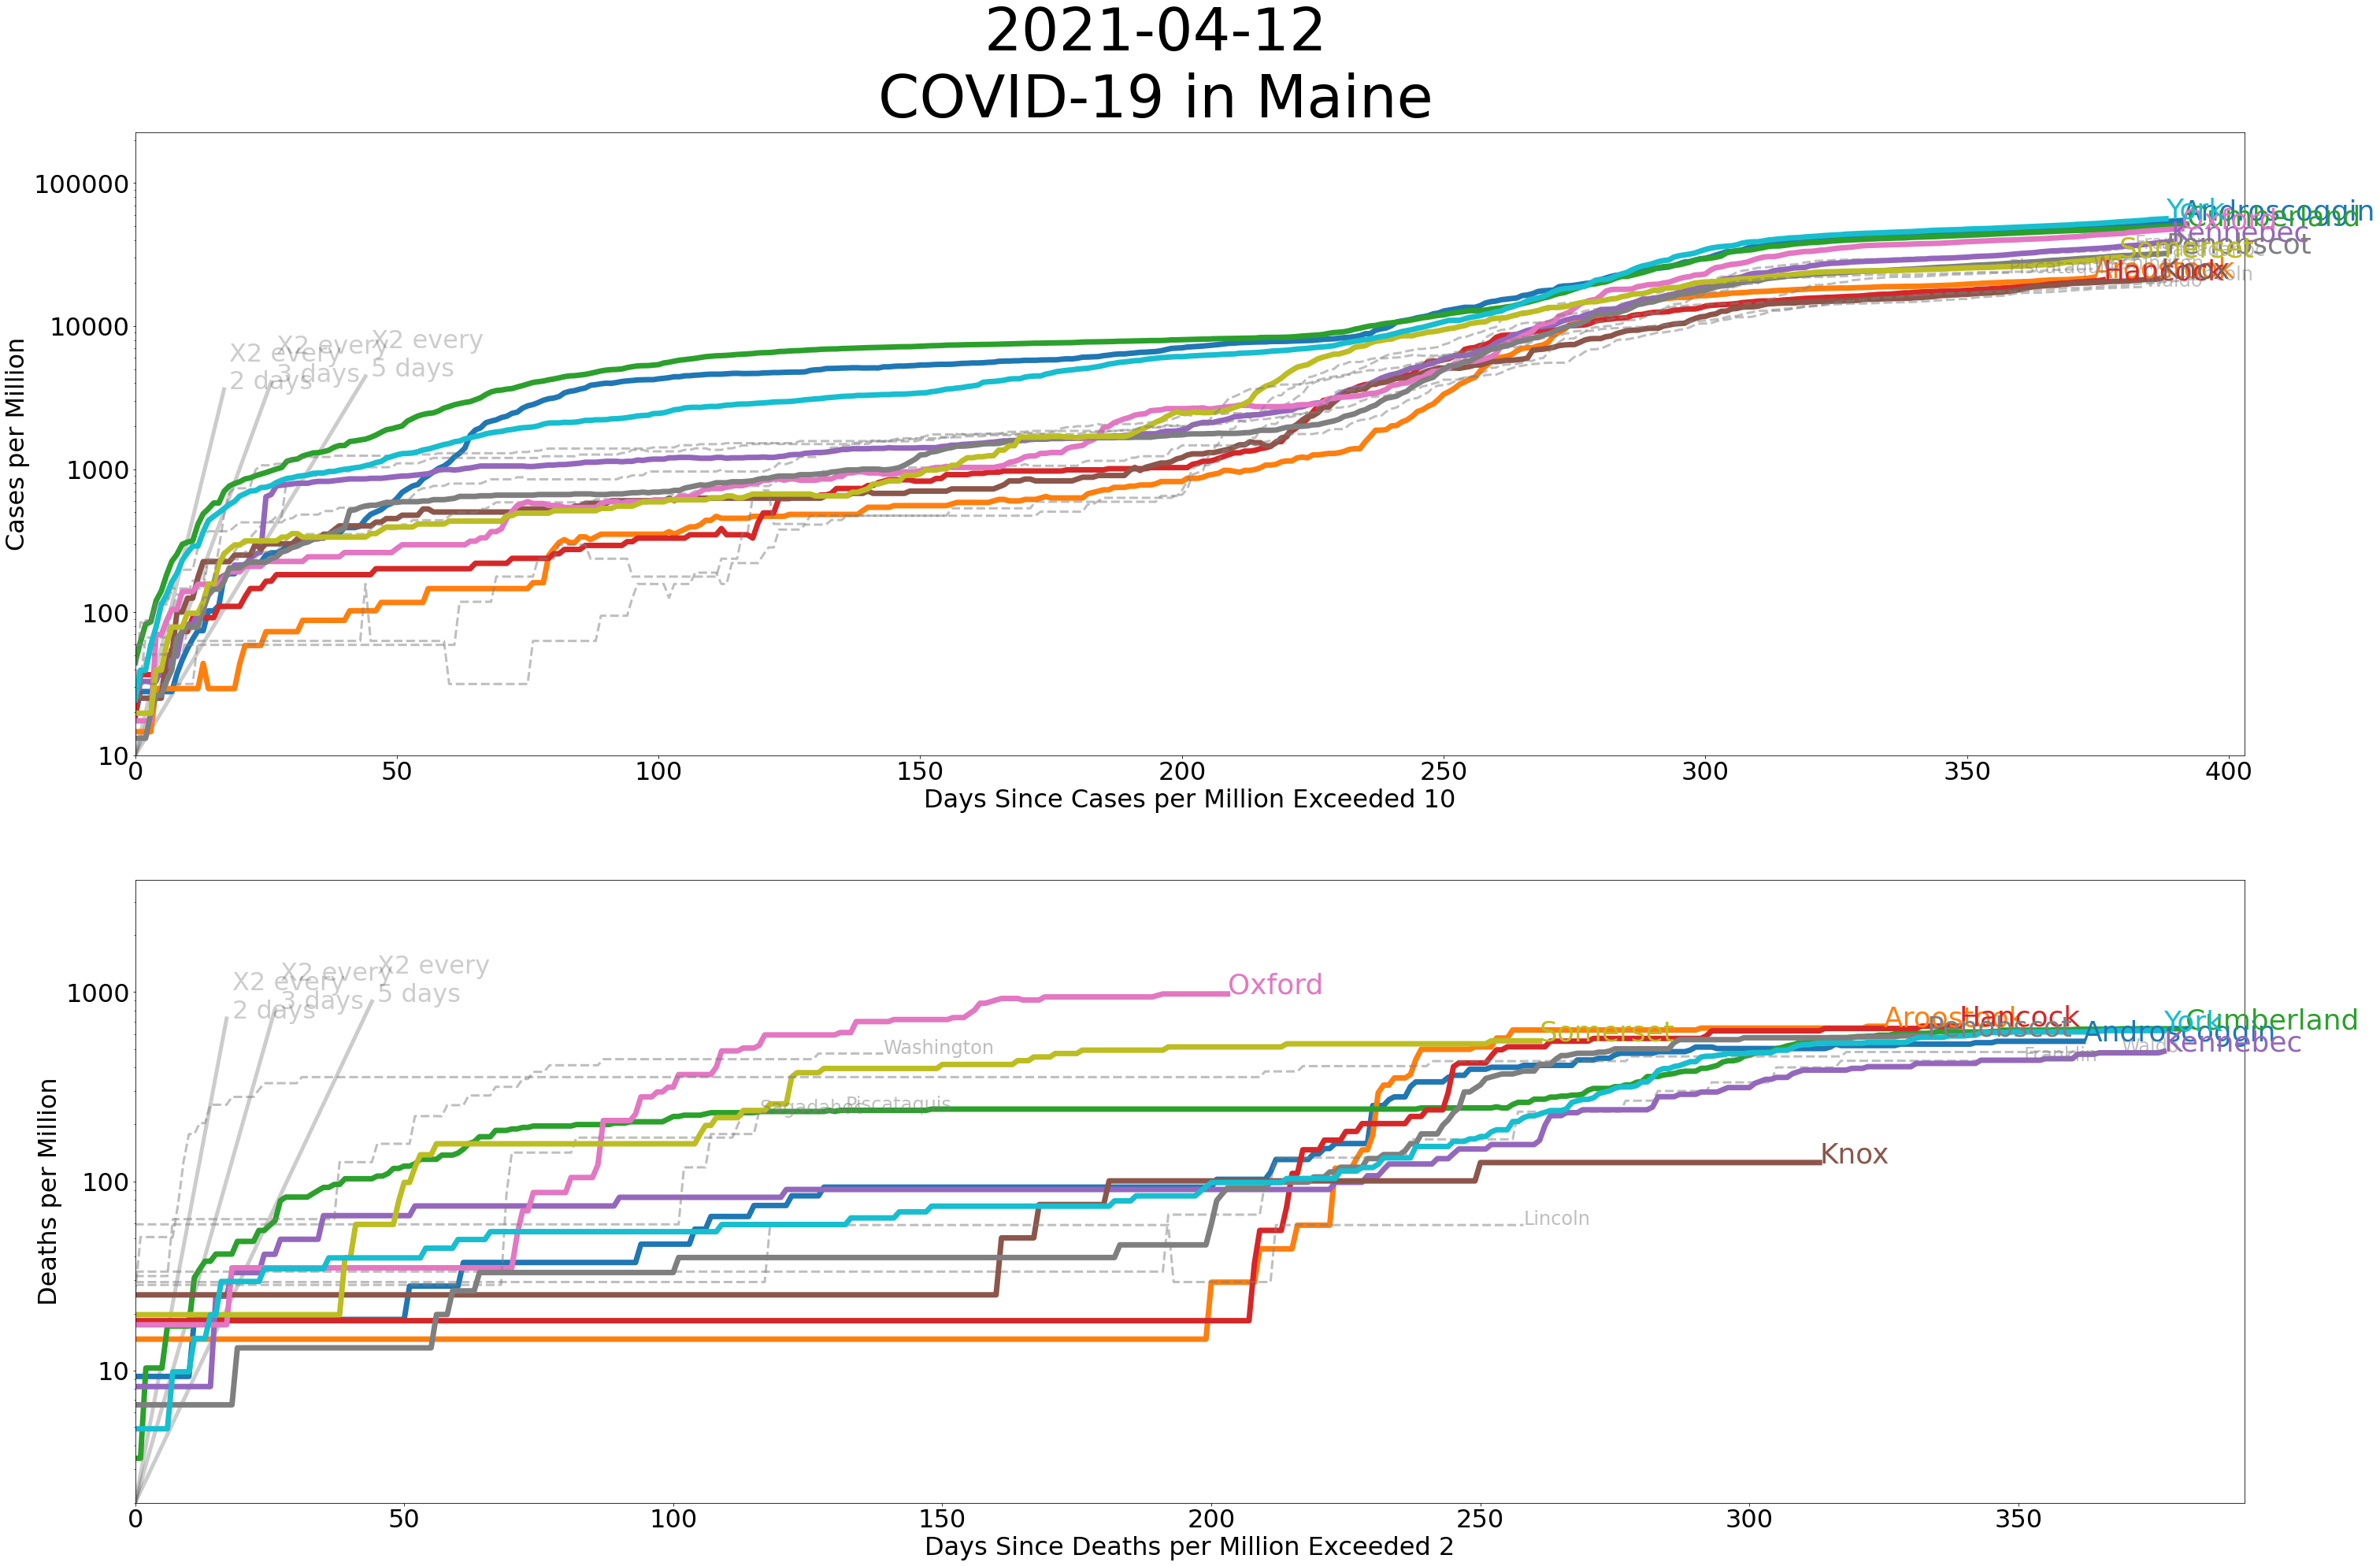 2021-04-12
COVID-19 in Maine
Cases per Million
100000
10000
1000
100
10
X2 every
2 days
X2 every
3 days
X2 every
5 days
York
Androscoggin
Cumberland
Kennebec
Penobscot
Somerset
Piscataquis
Hancock
Knox
Lincoln
Waldo
0 50 100 150 200 250 300 350 400
Days Since Cases per Million Exceeded 10
Deaths per Million
1000
100
10
X2 every
2 days
X2 every
3 days
X2 every
5 days
Oxford
Washington
Sagadahoc
Piscataquis
Somerset
Aroostook
Hancock
Penobscot
York
Cumberland
Androscoggin
Kennebec
Franklin
Waldo
Knox
Lincoln
0 50 100 150 200 250 300 350
Days Since Deaths per Million Exceeded 2